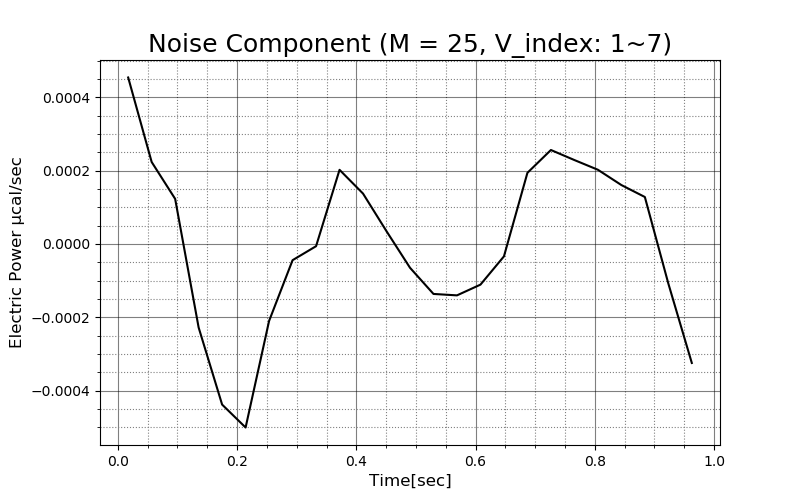 Noise Component (M = 25, V_index: 1~7)
Electric Power μcal/sec
0.0004
0.0002
0.0000
−0.0002
−0.0004
0.0 0.2 0.4 0.6 0.8 1.0
Time[sec]